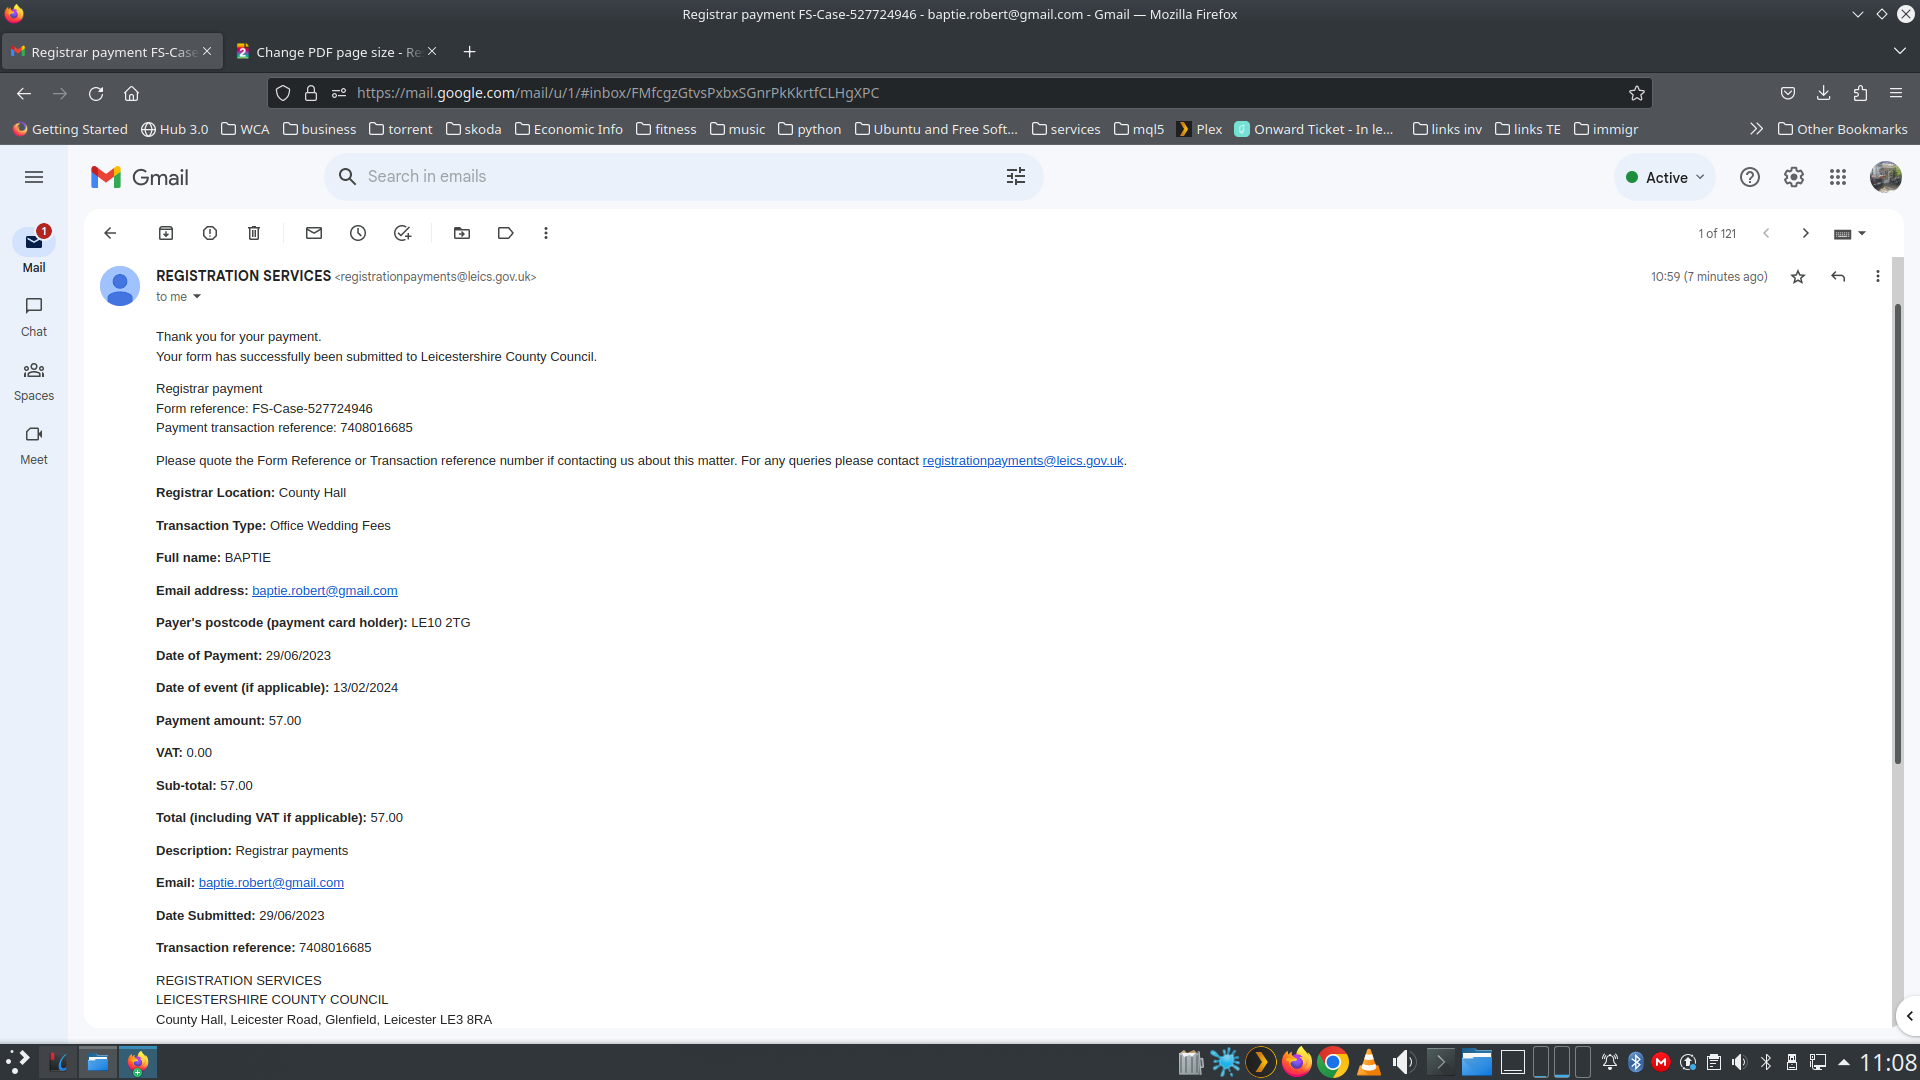 Registrar payment FS-Case-527724946 - baptie.robert@gmail.com - Gmail — Mozilla Firefox
Registrar payment FS-Case
Change PDF page size - Re
https://mail.google.com/mail/u/1/#inbox/FMfcgzGtvsPxbxSGnrPkKkrtfCLHgXPC
Getting Started Hub 3.0 WCA business torrent skoda Economic Info fitness music python Ubuntu and Free Soft... services mql5 Plex Onward Ticket - In le... links inv links TE immigr Other Bookmarks
Gmail
Search in emails
Active
1
Mail
Chat
Spaces
Meet
1 of 121
REGISTRATION SERVICES <registrationpayments@leics.gov.uk>
10:59 (7 minutes ago)
to me
Thank you for your payment.
Your form has successfully been submitted to Leicestershire County Council.
Registrar payment
Form reference: FS-Case-527724946
Payment transaction reference: 7408016685
Please quote the Form Reference or Transaction reference number if contacting us about this matter. For any queries please contact registrationpayments@leics.gov.uk.
Registrar Location: County Hall
Transaction Type: Office Wedding Fees
Full name: BAPTIE
Email address: baptie.robert@gmail.com
Payer's postcode (payment card holder): LE10 2TG
Date of Payment: 29/06/2023
Date of event (if applicable): 13/02/2024
Payment amount: 57.00
VAT: 0.00
Sub-total: 57.00
Total (including VAT if applicable): 57.00
Description: Registrar payments
Email: baptie.robert@gmail.com
Date Submitted: 29/06/2023
Transaction reference: 7408016685
REGISTRATION SERVICES
LEICESTERSHIRE COUNTY COUNCIL
County Hall, Leicester Road, Glenfield, Leicester LE3 8RA
11:08